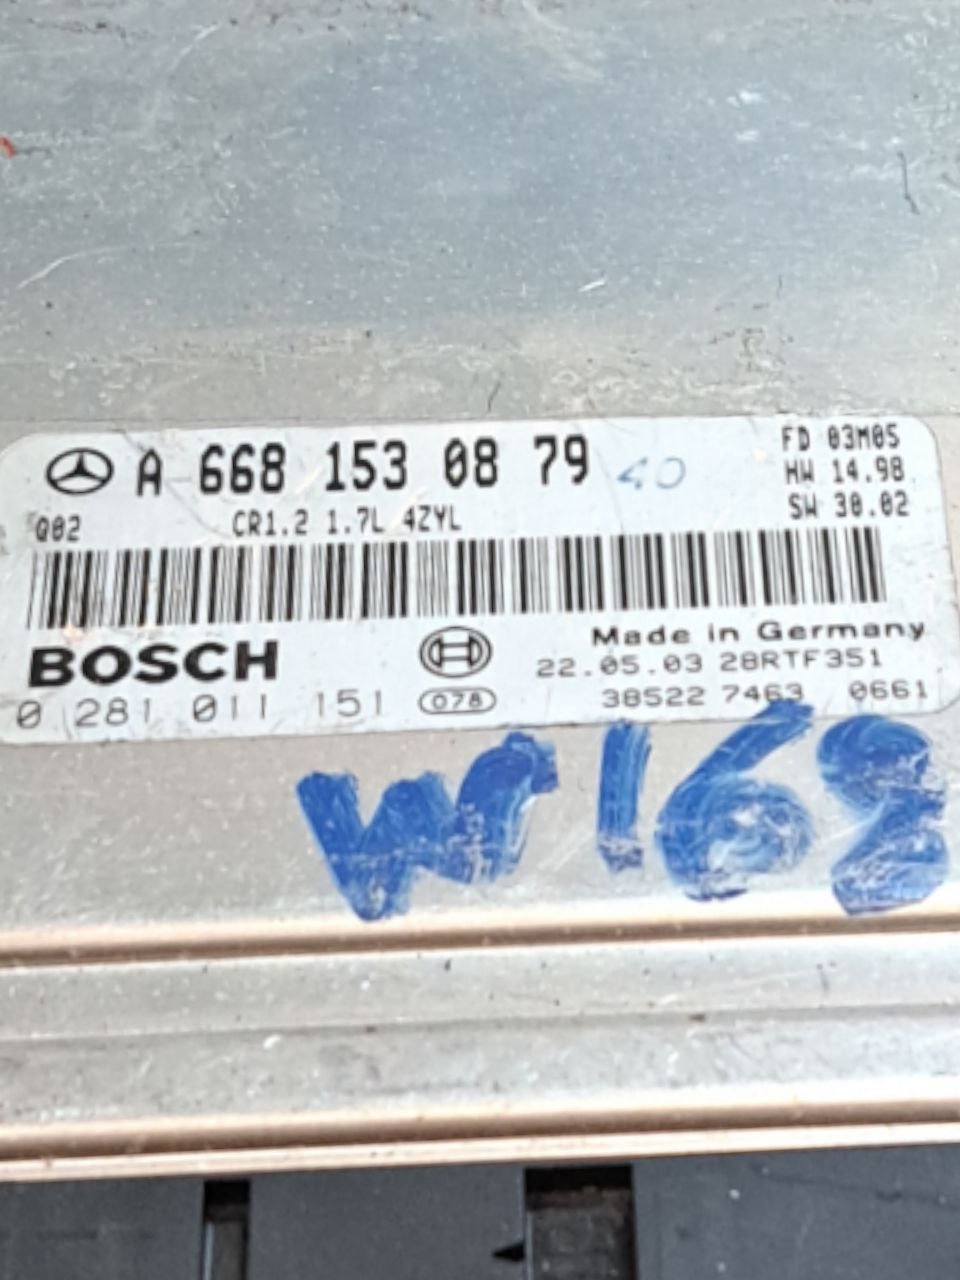 A 668 153 08 79 40
FD 03M05
HW 14.98
SW 30.02
Q02 CR1.2 1.7L 4ZYL
BOSCH
Made in Germany
22.05.03 28RTF351
0 281 011 151 078
38522 7463 0661
W168